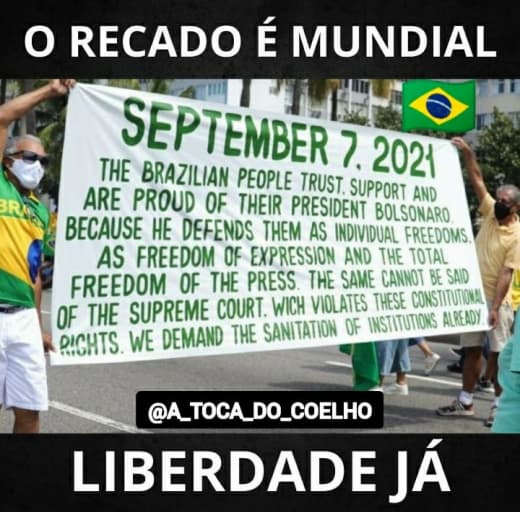 O RECADO É MUNDIAL
SEPTEMBER 7. 2021
THE BRAZILIAN PEOPLE TRUST. SUPPORT AND
ARE PROUD OF THEIR PRESIDENT BOLSONARO.
BECAUSE HE DEFENDS THEM AS INDIVIDUAL FREEDOMS.
AS FREEDOM OF EXPRESSION AND THE TOTAL
FREEDOM OF THE PRESS. THE SAME CANNOT BE SAID
OF THE SUPREME COURT. WICH VIOLATES THESE CONSTITUTIONAL
RIGHTS. WE DEMAND THE SANITATION OF INSTITUTIONS ALREADY
BRA
@A_TOCA_DO_COELHO
LIBERDADE JÁ